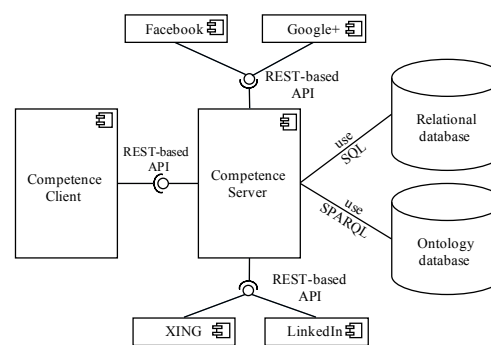 Facebook
Google+
REST-based
API
REST-based
API
Competence
Client
Competence
Server
use
SQL
Relational
database
use
SPARQL
Ontology
database
REST-based
API
XING
LinkedIn